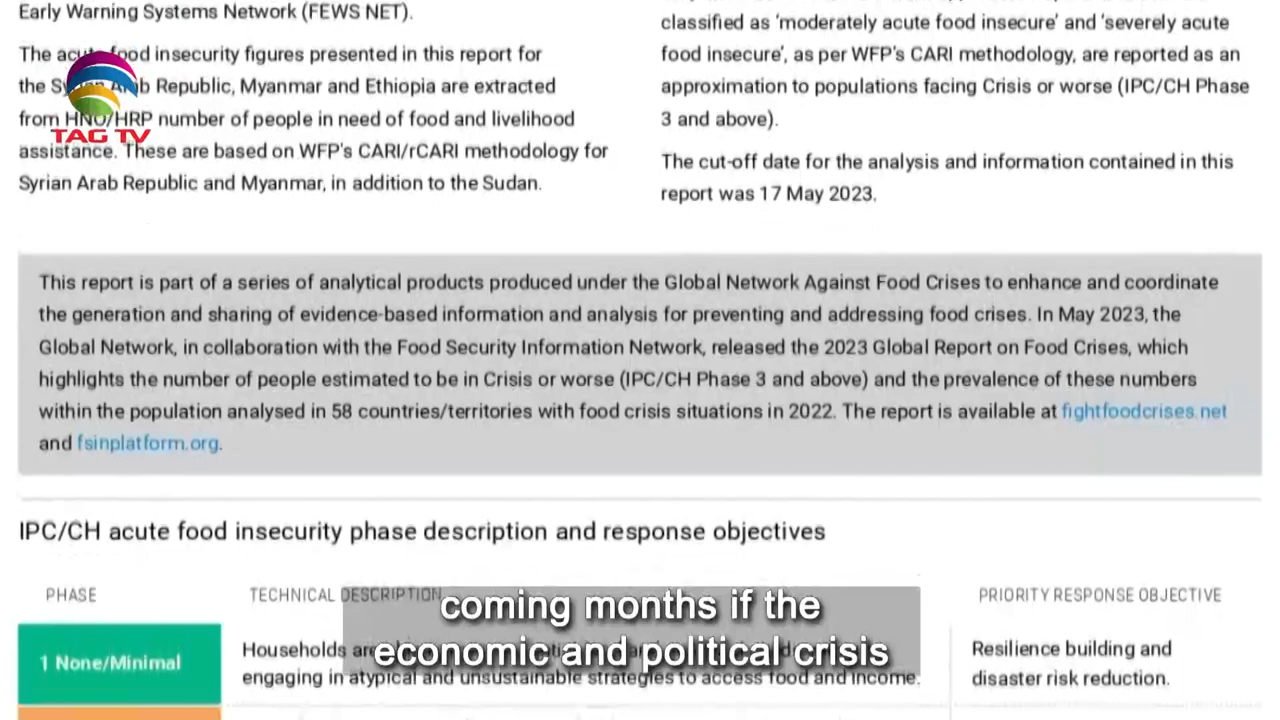 Early Warning Systems Network (FEWS NET).
The acute food insecurity figures presented in this report for
the Syrian Arab Republic, Myanmar and Ethiopia are extracted
from HNO/HRP number of people in need of food and livelihood
assistance. These are based on WFP's CARI/rCARI methodology for
Syrian Arab Republic and Myanmar, in addition to the Sudan.
TAG TV
classified as 'moderately acute food insecure' and 'severely acute
food insecure', as per WFP's CARI methodology, are reported as an
approximation to populations facing Crisis or worse (IPC/CH Phase
3 and above).
The cut-off date for the analysis and information contained in this
report was 17 May 2023.
This report is part of a series of analytical products produced under the Global Network Against Food Crises to enhance and coordinate
the generation and sharing of evidence-based information and analysis for preventing and addressing food crises. In May 2023, the
Global Network, in collaboration with the Food Security Information Network, released the 2023 Global Report on Food Crises, which
highlights the number of people estimated to be in Crisis or worse (IPC/CH Phase 3 and above) and the prevalence of these numbers
within the population analysed in 58 countries/territories with food crisis situations in 2022. The report is available at fightfoodcrises.net
and fsinplatform.org.
IPC/CH acute food insecurity phase description and response objectives
PHASE
TECHNICAL DESCRIPTION
PRIORITY RESPONSE OBJECTIVE
1 None/Minimal
Households are
engaging in atypical and unsustainable strategies to access food and income.
Resilience building and
disaster risk reduction.
coming months if the
economic and political crisis